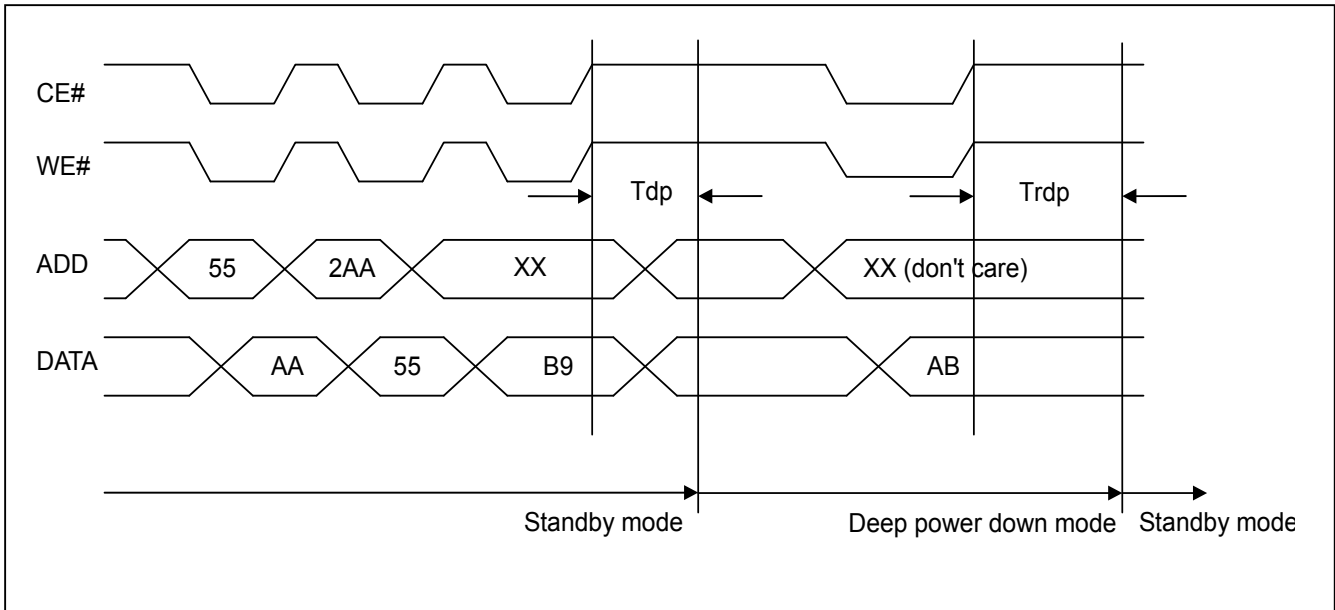 CE#
WE#
Tdp Trdp
ADD 55 2AA XX XX (don't care)
DATA AA 55 B9 AB
Standby mode Deep power down mode Standby mode